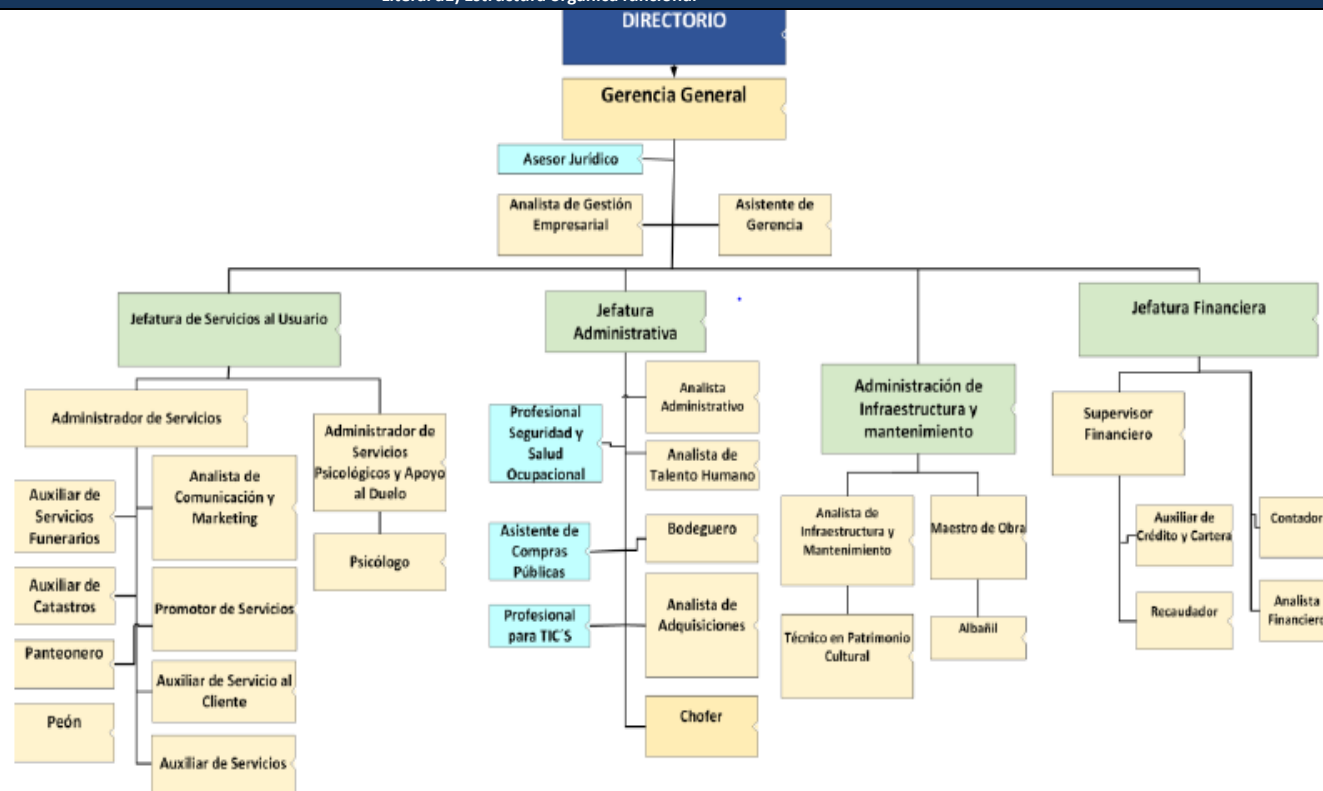 DIRECTORIO
Gerencia General
Asesor Jurídico
Analista de Gestión
Empresarial
Asistente de
Gerencia
Jefatura de Servicios al Usuario
Jefatura
Administrativa
Administración de
Infraestructura y
mantenimiento
Jefatura Financiera
Administrador de Servicios
Administrador de
Servicios
Psicológicos y Apoyo
al Duelo
Psicólogo
Auxiliar de
Servicios
Funerarios
Auxiliar de
Catastros
Panteonero
Peón
Analista de
Comunicación y
Marketing
Promotor de Servicios
Auxiliar de Servicio al
Cliente
Auxiliar de Servicios
Profesional
Seguridad y
Salud
Ocupacional
Asistente de
Compras
Públicas
Profesional
para TIC´S
Analista
Administrativo
Analista de
Talento Humano
Bodeguero
Analista de
Adquisiciones
Chofer
Analista de
Infraestructura y
Mantenimiento
Técnico en Patrimonio
Cultural
Maestro de Obra
Albañil
Supervisor
Financiero
Auxiliar de
Crédito y Cartera
Recaudador
Contador
Analista
Financiero